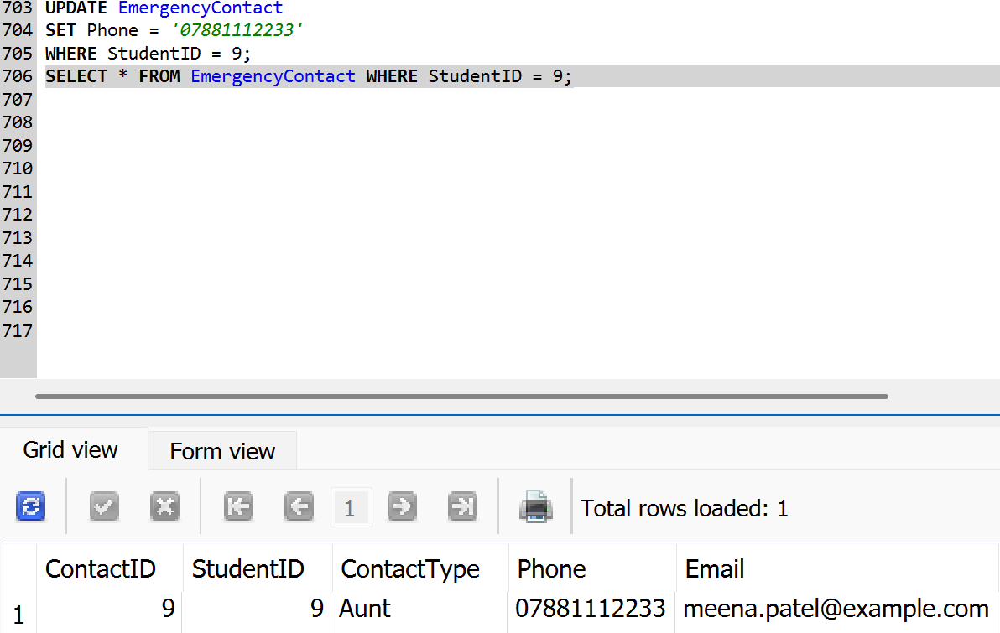 703 UPDATE EmergencyContact
704 SET Phone = '07881112233'
705 WHERE StudentID = 9;
706 SELECT * FROM EmergencyContact WHERE StudentID = 9;
707
708
709
710
711
712
713
714
715
716
717
Grid view Form view
1 Total rows loaded: 1
ContactID StudentID ContactType Phone Email
1 9 9 Aunt 07881112233 meena.patel@example.com